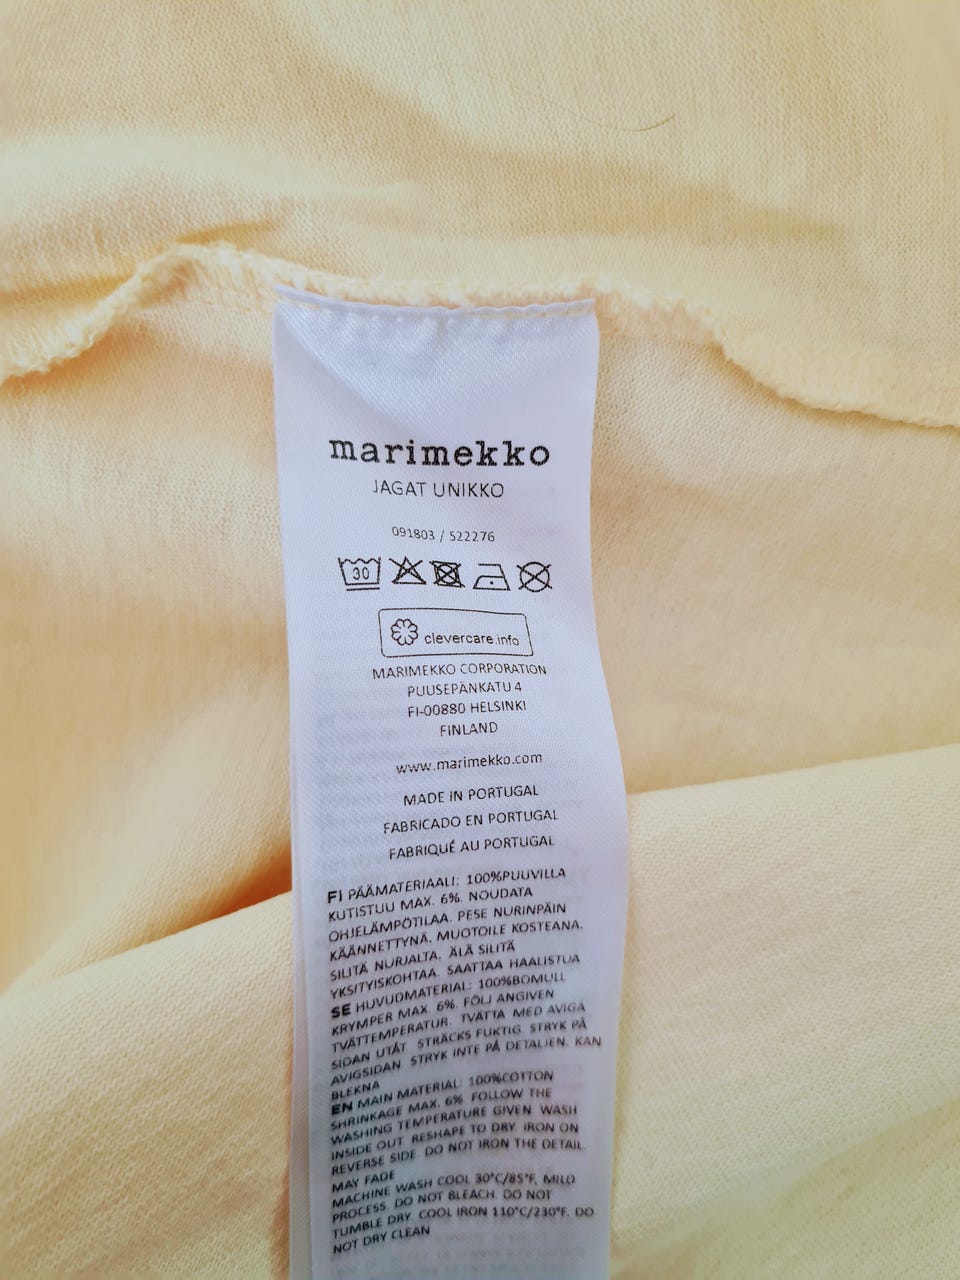 marimekko
JAGAT UNIKKO
091803 / 522276
30
clevercare.info
MARIMEKKO CORPORATION
PUUSEPÄNKATU 4
FI-00880 HELSINKI
FINLAND
www.marimekko.com
MADE IN PORTUGAL
FABRICADO EN PORTUGAL
FABRIQUÉ AU PORTUGAL
FI PÄÄMATERIAALI: 100%PUUVILLA
KUTISTUU MAX. 6%. NOUDATA
OHJELÄMPÖTILAA. PESE NURINPÄIN
KÄÄNNETTYNÄ. MUOTOILE KOSTEANA.
SILITÄ NURJALTA. ÄLÄ SILITÄ
YKSITYISKOHTAA. SAATTAA HAALISTUA
SE HUVUDMATERIAL: 100%BOMULL
KRYMPER MAX. 6%. FÖLJ ANGIVEN
TVÄTTEMPERATUR. TVÄTTA MED AVIGA
SIDAN UTÅT. STRÄCKS FUKTIG. STRYK PÅ
AVIGSIDAN. STRYK INTE PÅ DETALJEN. KAN
BLEKNA
EN MAIN MATERIAL: 100%COTTON
SHRINKAGE MAX. 6%. FOLLOW THE
WASHING TEMPERATURE GIVEN. WASH
INSIDE OUT. RESHAPE TO DRY. IRON ON
REVERSE SIDE. DO NOT IRON THE DETAIL.
MAY FADE
MACHINE WASH COOL 30°C/85°F, MILD
PROCESS. DO NOT BLEACH. DO NOT
TUMBLE DRY. COOL IRON 110°C/230°F. DO
NOT DRY CLEAN